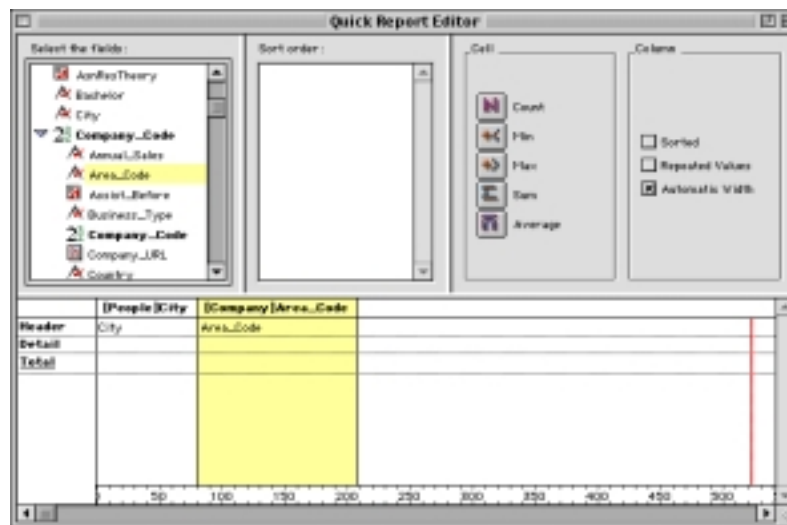 Quick Report Editor
Select the fields:
AsnResTheory
Bachelor
City
Company_Code
Annual_Sales
Area_Code
Assist_Before
Business_Type
Company_Code
Company_URL
Country
Sort order:
Cell
Count
Min
Max
Sum
Average
Column
Sorted
Repeated Values
Automatic Width
[People]City [Company]Area_Code
Header City Area_Code
Detail
Total
50 100 150 200 250 300 350 400 450 500